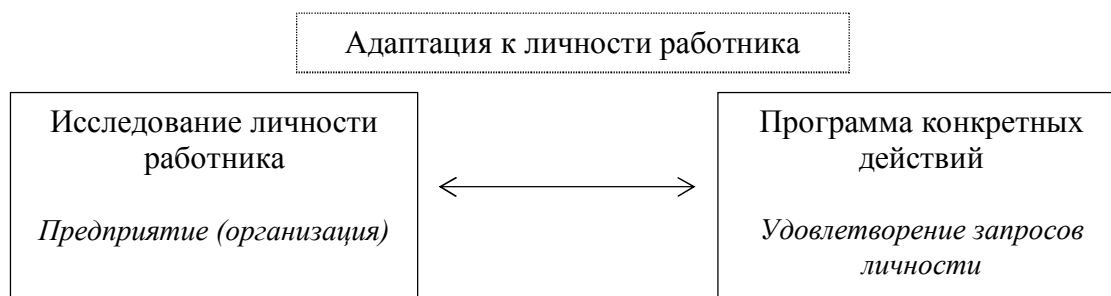 Адаптация к личности работника
Исследование личности
работника
Предприятие (организация)
Программа конкретных
действий
Удовлетворение запросов
личности